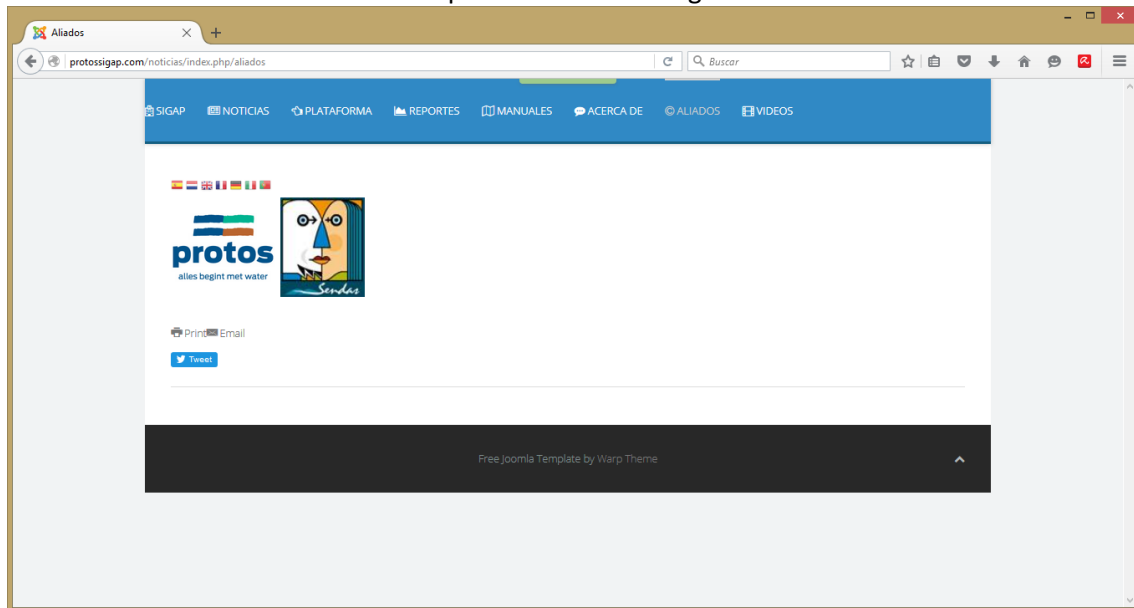 Aliados
protossigap.com/noticias/index.php/aliados
Buscar
SIGAP NOTICIAS PLATAFORMA REPORTES MANUALES ACERCA DE ALIADOS VIDEOS
protos
alles begint met water
Sendas
Print Email
Tweet
Free Joomla Template by Warp Theme